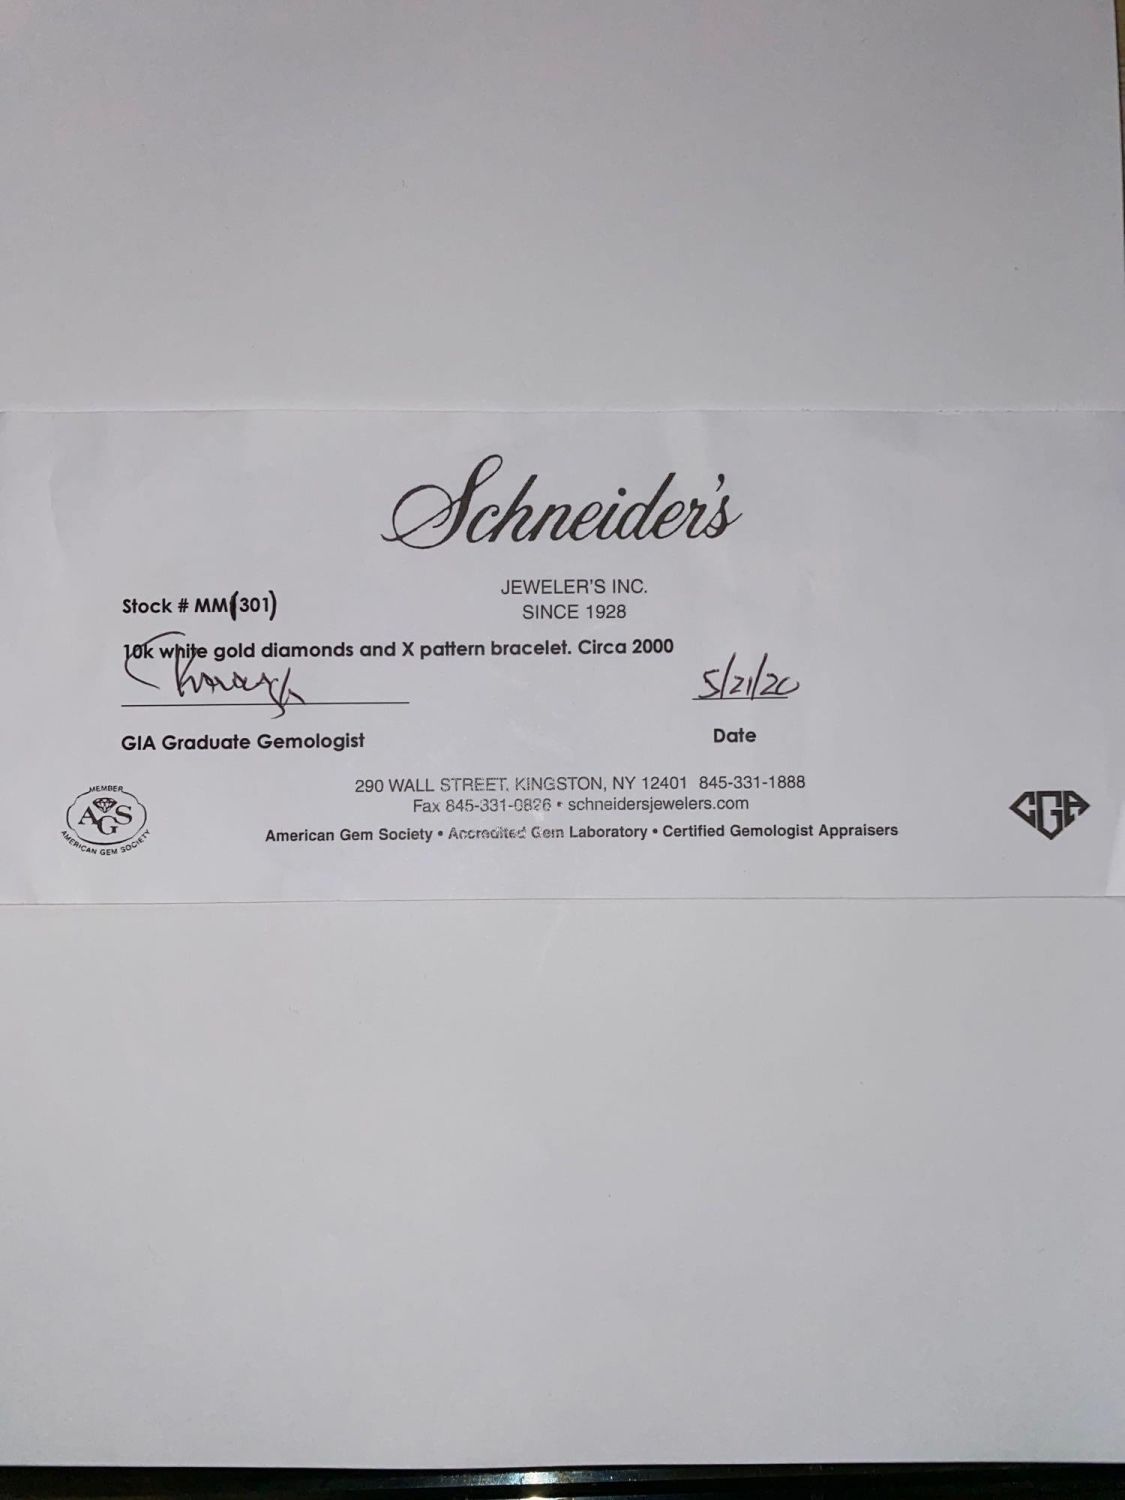 Schneider's
JEWELER'S INC.
SINCE 1928
Stock # MM(301)
10k white gold diamonds and X pattern bracelet. Circa 2000
5/21/20
GIA Graduate Gemologist
Date
290 WALL STREET, KINGSTON, NY 12401 845-331-1888
Fax 845-331-0826 • schneidersjewelers.com
American Gem Society • Accredited Gem Laboratory • Certified Gemologist Appraisers
MEMBER
AGS
AMERICAN GEM SOCIETY
CGA